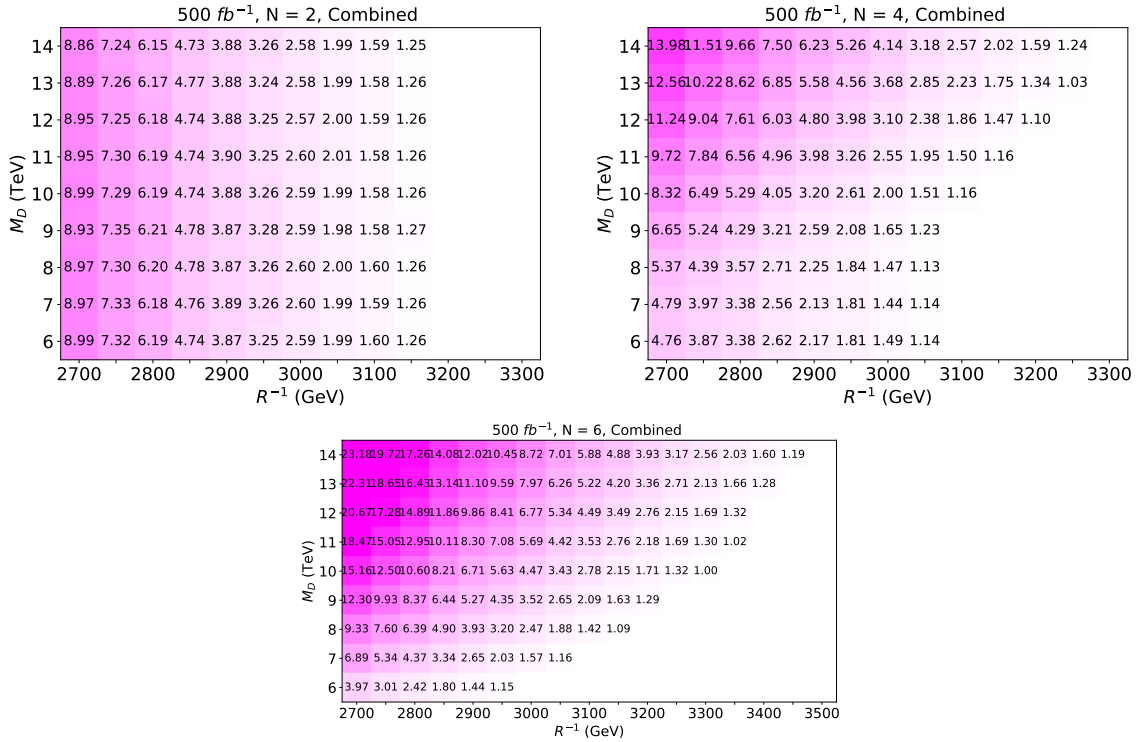 500 fb⁻¹, N = 2, Combined
14 8.86 7.24 6.15 4.73 3.88 3.26 2.58 1.99 1.59 1.25
13 8.89 7.26 6.17 4.77 3.88 3.24 2.58 1.99 1.58 1.26
12 8.95 7.25 6.18 4.74 3.88 3.25 2.57 2.00 1.59 1.26
11 8.95 7.30 6.19 4.74 3.90 3.25 2.60 2.01 1.58 1.26
10 8.99 7.29 6.19 4.74 3.88 3.26 2.59 1.99 1.58 1.26
9 8.93 7.35 6.21 4.78 3.87 3.28 2.59 1.98 1.58 1.27
8 8.97 7.30 6.20 4.78 3.87 3.26 2.60 2.00 1.60 1.26
7 8.97 7.33 6.18 4.76 3.89 3.26 2.60 1.99 1.59 1.26
6 8.99 7.32 6.19 4.74 3.87 3.25 2.59 1.99 1.60 1.26
2700 2800 2900 3000 3100 3200 3300
R⁻¹ (GeV)
M_D (TeV)
500 fb⁻¹, N = 4, Combined
14 13.98 11.51 9.66 7.50 6.23 5.26 4.14 3.18 2.57 2.02 1.59 1.24
13 12.56 10.22 8.62 6.85 5.58 4.56 3.68 2.85 2.23 1.75 1.34 1.03
12 11.24 9.04 7.61 6.03 4.80 3.98 3.10 2.38 1.86 1.47 1.10
11 9.72 7.84 6.56 4.96 3.98 3.26 2.55 1.95 1.50 1.16
10 8.32 6.49 5.29 4.05 3.20 2.61 2.00 1.51 1.16
9 6.65 5.24 4.29 3.21 2.59 2.08 1.65 1.23
8 5.37 4.39 3.57 2.71 2.25 1.84 1.47 1.13
7 4.79 3.97 3.38 2.56 2.13 1.81 1.44 1.14
6 4.76 3.87 3.38 2.62 2.17 1.81 1.49 1.14
2700 2800 2900 3000 3100 3200 3300
R⁻¹ (GeV)
M_D (TeV)
500 fb⁻¹, N = 6, Combined
14 23.18 19.72 17.26 14.08 12.02 10.45 8.72 7.01 5.88 4.88 3.93 3.17 2.56 2.03 1.60 1.19
13 22.31 18.65 16.43 13.14 11.10 9.59 7.97 6.26 5.22 4.20 3.36 2.71 2.13 1.66 1.28
12 20.67 17.28 14.89 11.86 9.86 8.41 6.77 5.34 4.49 3.49 2.76 2.15 1.69 1.32
11 18.47 15.05 12.95 10.11 8.30 7.08 5.69 4.42 3.53 2.76 2.18 1.69 1.30 1.02
10 15.16 12.50 10.60 8.21 6.71 5.63 4.47 3.43 2.78 2.15 1.71 1.32 1.00
9 12.30 9.93 8.37 6.44 5.27 4.35 3.52 2.65 2.09 1.63 1.29
8 9.33 7.60 6.39 4.90 3.93 3.20 2.47 1.88 1.42 1.09
7 6.89 5.34 4.37 3.34 2.65 2.03 1.57 1.16
6 3.97 3.01 2.42 1.80 1.44 1.15
2700 2800 2900 3000 3100 3200 3300 3400 3500
R⁻¹ (GeV)
M_D (TeV)